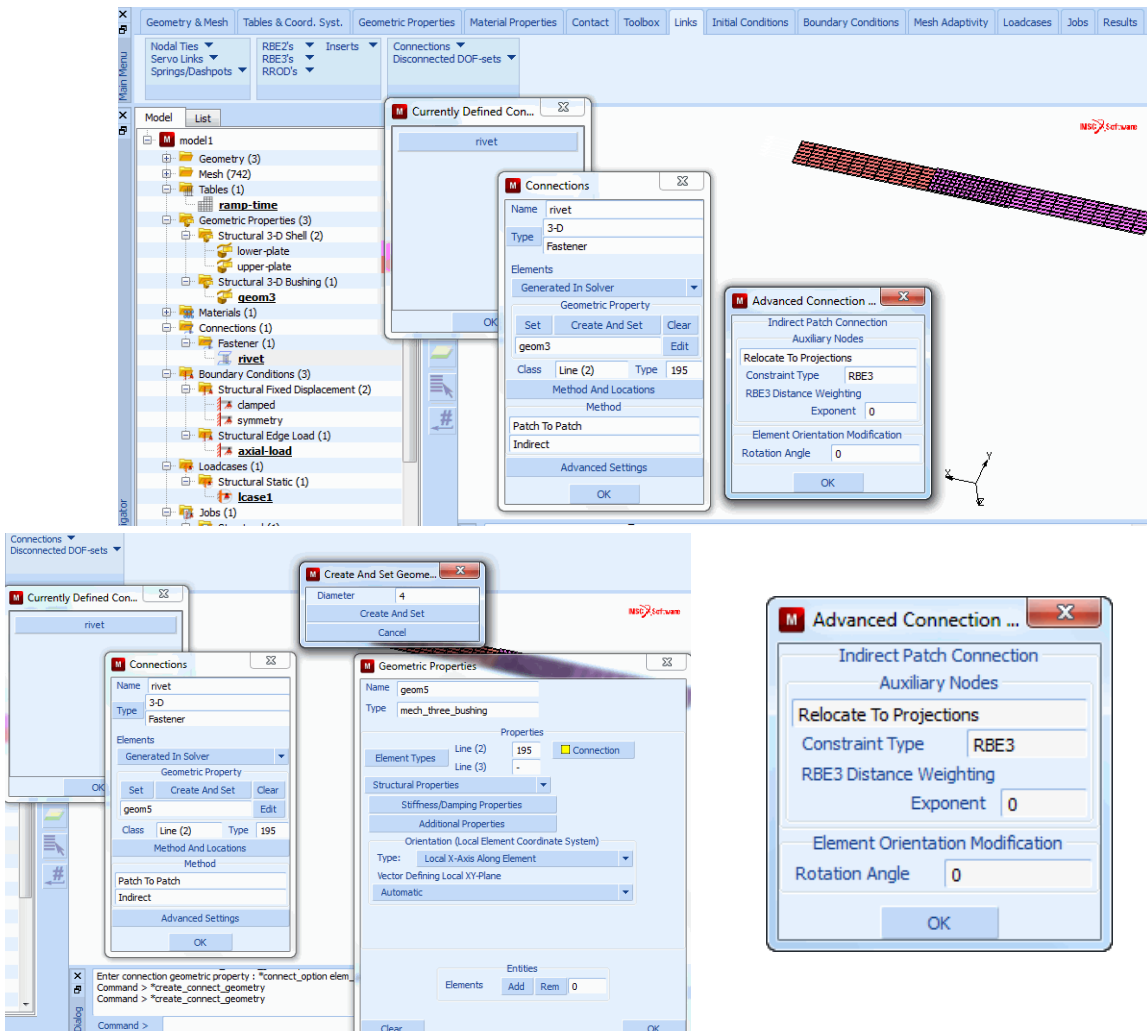 Geometry & Mesh Tables & Coord. Syst. Geometric Properties Material Properties Contact Toolbox Links Initial Conditions Boundary Conditions Mesh Adaptivity Loadcases Jobs Results
Nodal Ties RBE2's Inserts Connections
Servo Links RBE3's Disconnected DOF-sets
Springs/Dashpots RROD's
Main Menu
Model List
model1
Geometry (3)
Mesh (742)
Tables (1)
ramp-time
Geometric Properties (3)
Structural 3-D Shell (2)
lower-plate
upper-plate
Structural 3-D Bushing (1)
geom3
Materials (1)
Connections (1)
Fastener (1)
rivet
Boundary Conditions (3)
Structural Fixed Displacement (2)
clamped
symmetry
Structural Edge Load (1)
axial-load
Loadcases (1)
Structural Static (1)
lcase1
Jobs (1)
Currently Defined Con...
rivet
OK
Connections
Name rivet
Type 3-D
Fastener
Elements
Generated In Solver
Geometric Property
Set Create And Set Clear
geom3 Edit
Class Line (2) Type 195
Method And Locations
Method
Patch To Patch
Indirect
Advanced Settings
OK
MSC Software
Advanced Connection ...
Indirect Patch Connection
Auxiliary Nodes
Relocate To Projections
Constraint Type RBE3
RBE3 Distance Weighting
Exponent 0
Element Orientation Modification
Rotation Angle 0
OK
X Y Z
Connections
Disconnected DOF-sets
Currently Defined Con...
rivet
OK
Connections
Name rivet
Type 3-D
Fastener
Elements
Generated In Solver
Geometric Property
Set Create And Set Clear
geom5 Edit
Class Line (2) Type 195
Method And Locations
Method
Patch To Patch
Indirect
Advanced Settings
OK
Create And Set Geome...
Diameter 4
Create And Set
Cancel
MSC Software
Geometric Properties
Name geom5
Type mech_three_bushing
Properties
Element Types Line (2) 195 Connection
Line (3) -
Structural Properties
Stiffness/Damping Properties
Additional Properties
Orientation (Local Element Coordinate System)
Type: Local X-Axis Along Element
Vector Defining Local XY-Plane
Automatic
Entities
Elements Add Rem 0
Clear OK
Dialog
Enter connection geometric property : *connect_option elem_
Command > *create_connect_geometry
Command > *create_connect_geometry
Command >
Advanced Connection ...
Indirect Patch Connection
Auxiliary Nodes
Relocate To Projections
Constraint Type RBE3
RBE3 Distance Weighting
Exponent 0
Element Orientation Modification
Rotation Angle 0
OK